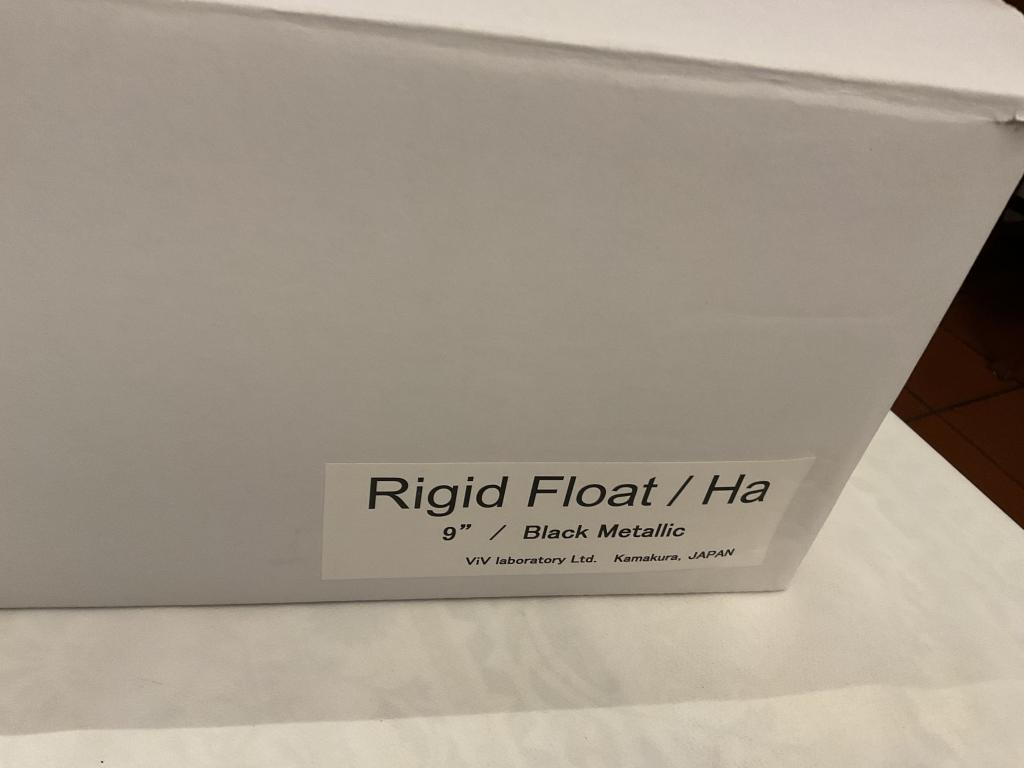 Rigid Float / Ha
9” / Black Metallic
ViV laboratory Ltd. Kamakura, JAPAN